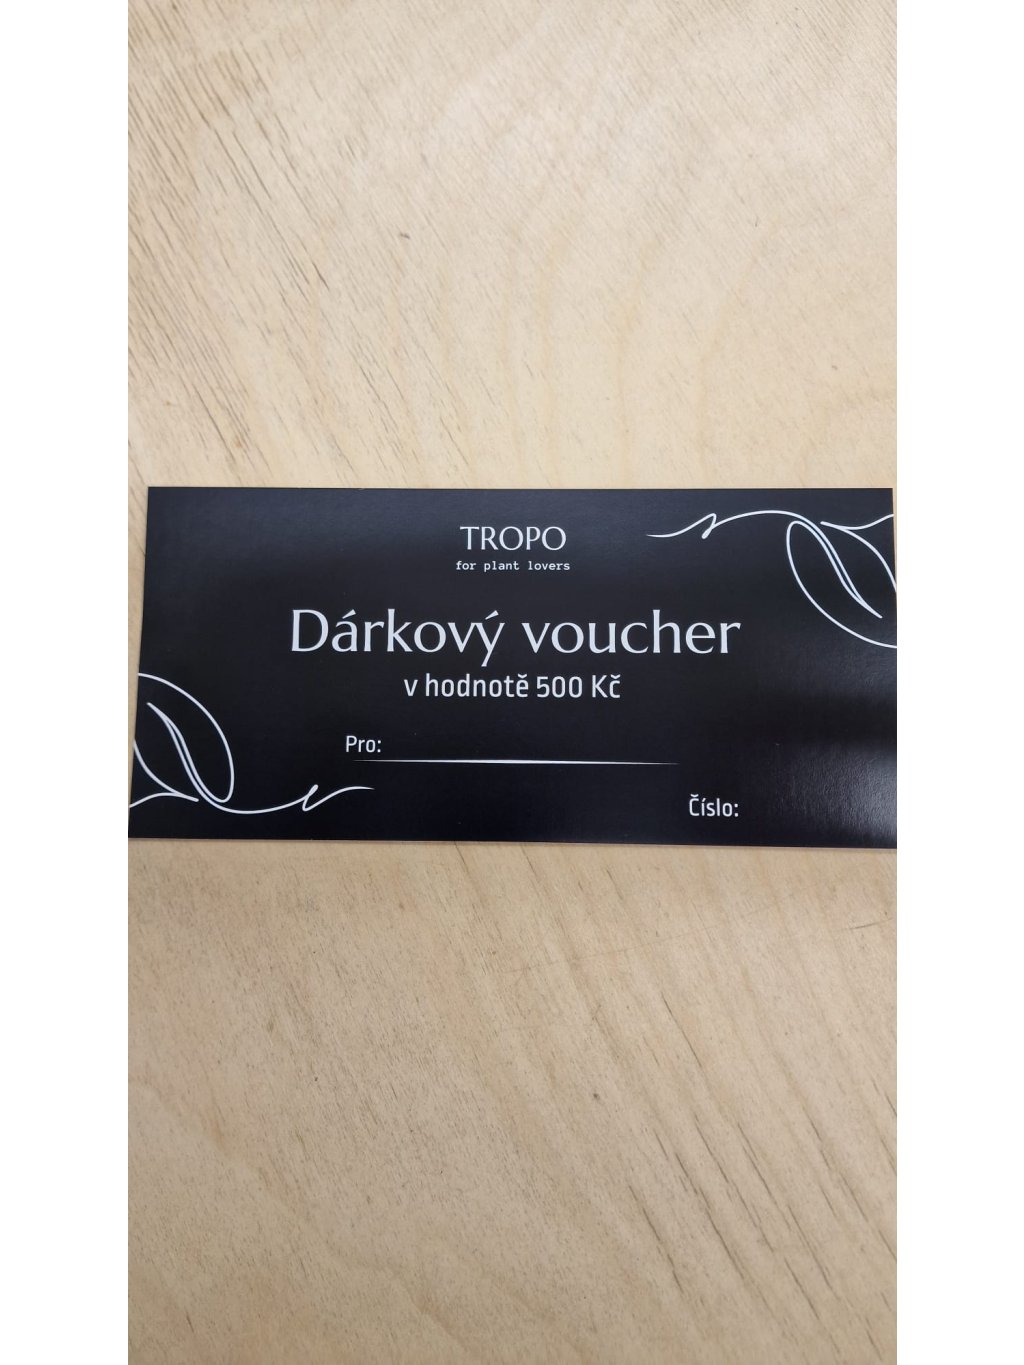 TROPO
for plant lovers
Dárkový voucher
v hodnotě 500 Kč
Pro:
Číslo: